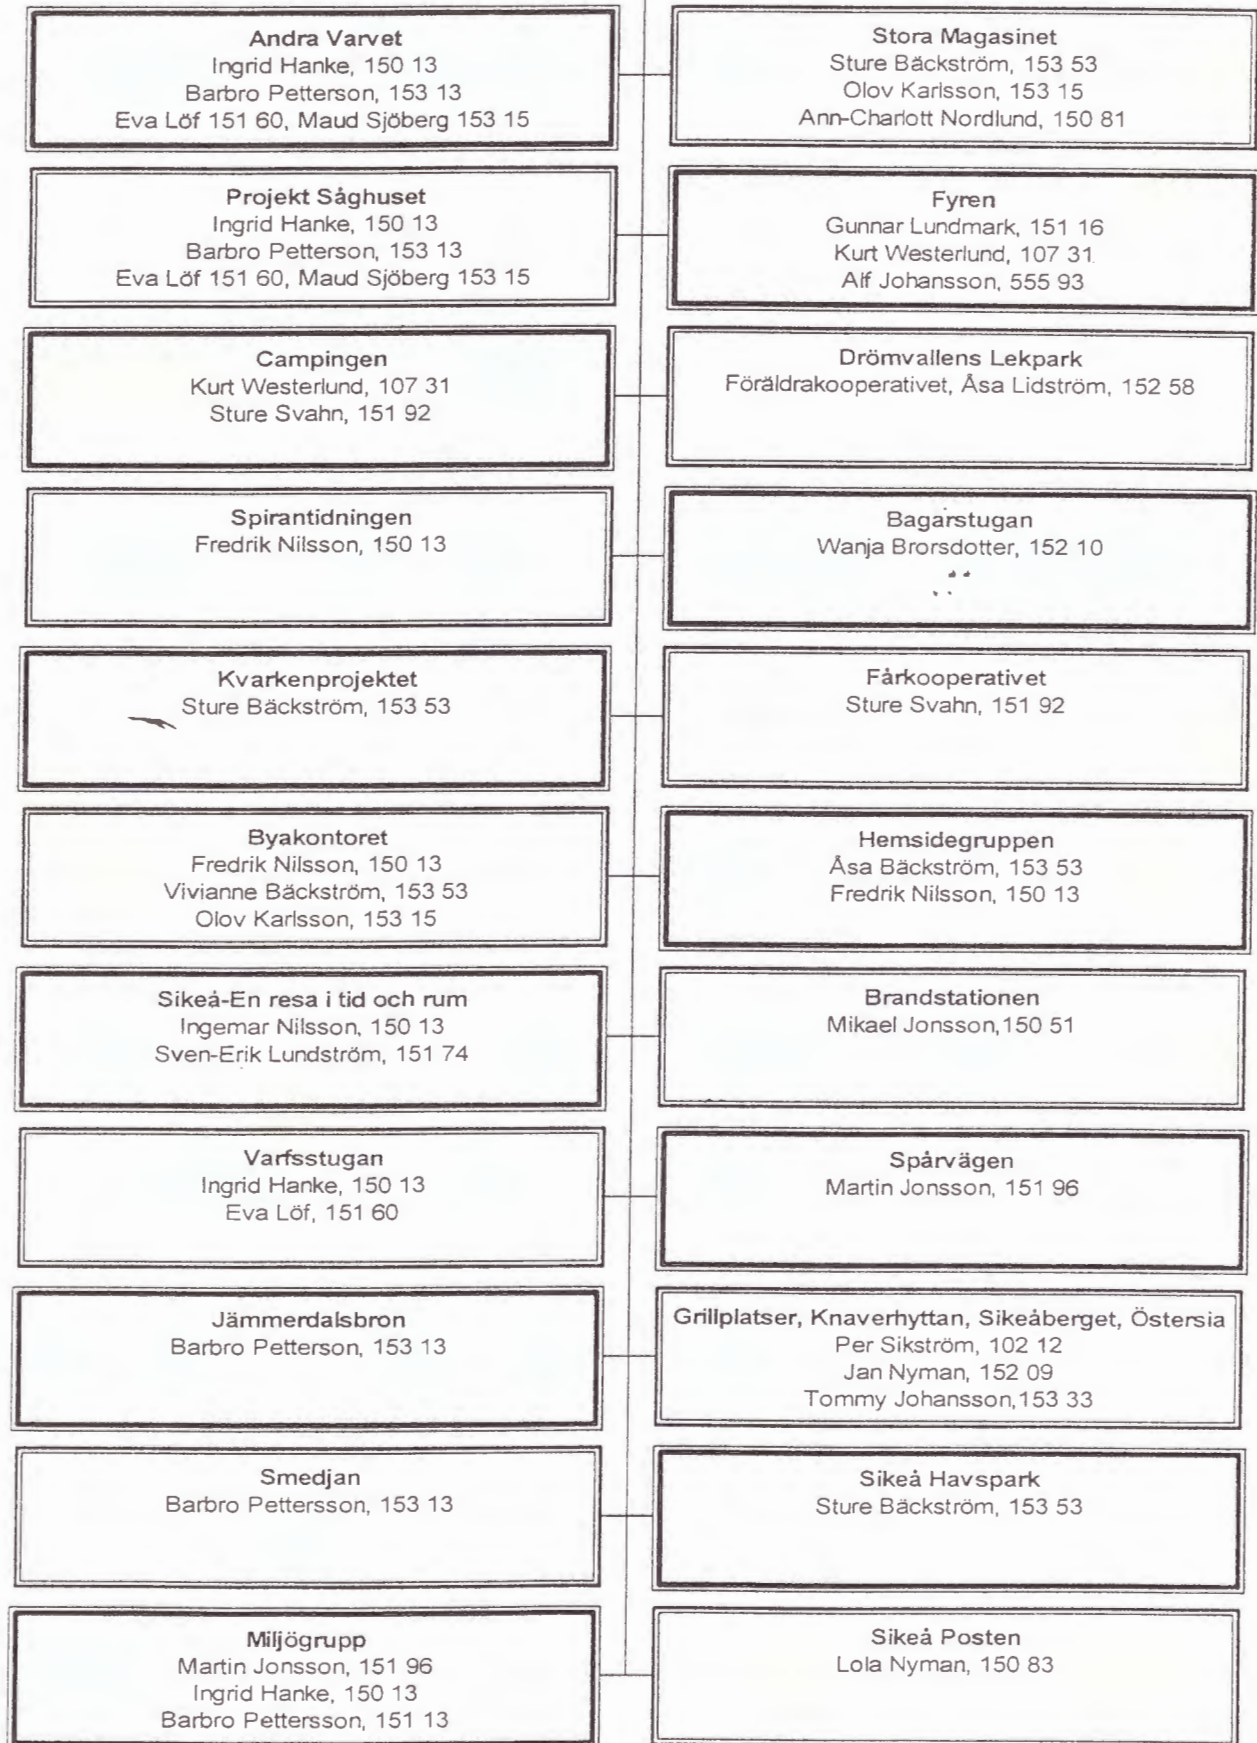 Andra Varvet
Ingrid Hanke, 150 13
Barbro Petterson, 153 13
Eva Löf 151 60, Maud Sjöberg 153 15
Stora Magasinet
Sture Bäckström, 153 53
Olov Karlsson, 153 15
Ann-Charlott Nordlund, 150 81
Projekt Såghuset
Ingrid Hanke, 150 13
Barbro Petterson, 153 13
Eva Löf 151 60, Maud Sjöberg 153 15
Fyren
Gunnar Lundmark, 151 16
Kurt Westerlund, 107 31
Alf Johansson, 555 93
Campingen
Kurt Westerlund, 107 31
Sture Svahn, 151 92
Drömvallens Lekpark
Föräldrakooperativet, Åsa Lidström, 152 58
Spirantidningen
Fredrik Nilsson, 150 13
Bagarstugan
Wanja Brorsdotter, 152 10
Kvarkenprojektet
Sture Bäckström, 153 53
Fårkooperativet
Sture Svahn, 151 92
Byakontoret
Fredrik Nilsson, 150 13
Vivianne Bäckström, 153 53
Olov Karlsson, 153 15
Hemsidegruppen
Åsa Bäckström, 153 53
Fredrik Nilsson, 150 13
Sikeå-En resa i tid och rum
Ingemar Nilsson, 150 13
Sven-Erik Lundström, 151 74
Brandstationen
Mikael Jonsson,150 51
Varfsstugan
Ingrid Hanke, 150 13
Eva Löf, 151 60
Spårvägen
Martin Jonsson, 151 96
Jämmerdalsbron
Barbro Petterson, 153 13
Grillplatser, Knaverhyttan, Sikeåberget, Östersia
Per Sikström, 102 12
Jan Nyman, 152 09
Tommy Johansson,153 33
Smedjan
Barbro Pettersson, 153 13
Sikeå Havspark
Sture Bäckström, 153 53
Miljögrupp
Martin Jonsson, 151 96
Ingrid Hanke, 150 13
Barbro Pettersson, 151 13
Sikeå Posten
Lola Nyman, 150 83